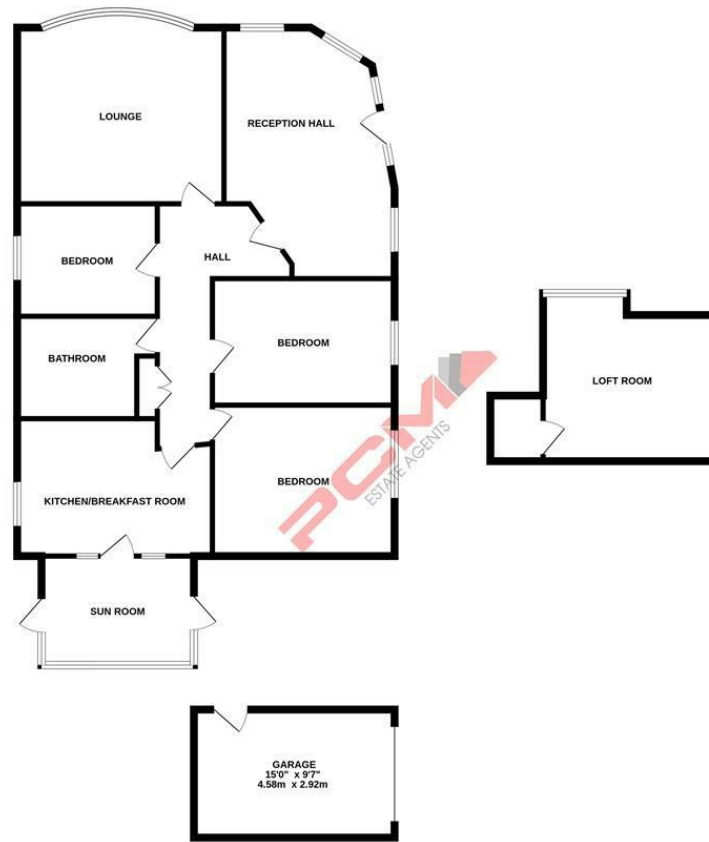 LOUNGE
RECEPTION HALL
BEDROOM
HALL
BATHROOM
BEDROOM
LOFT ROOM
KITCHEN/BREAKFAST ROOM
BEDROOM
PCM
ESTATE AGENTS
SUN ROOM
GARAGE
15'0" x 9'7"
4.58m x 2.92m